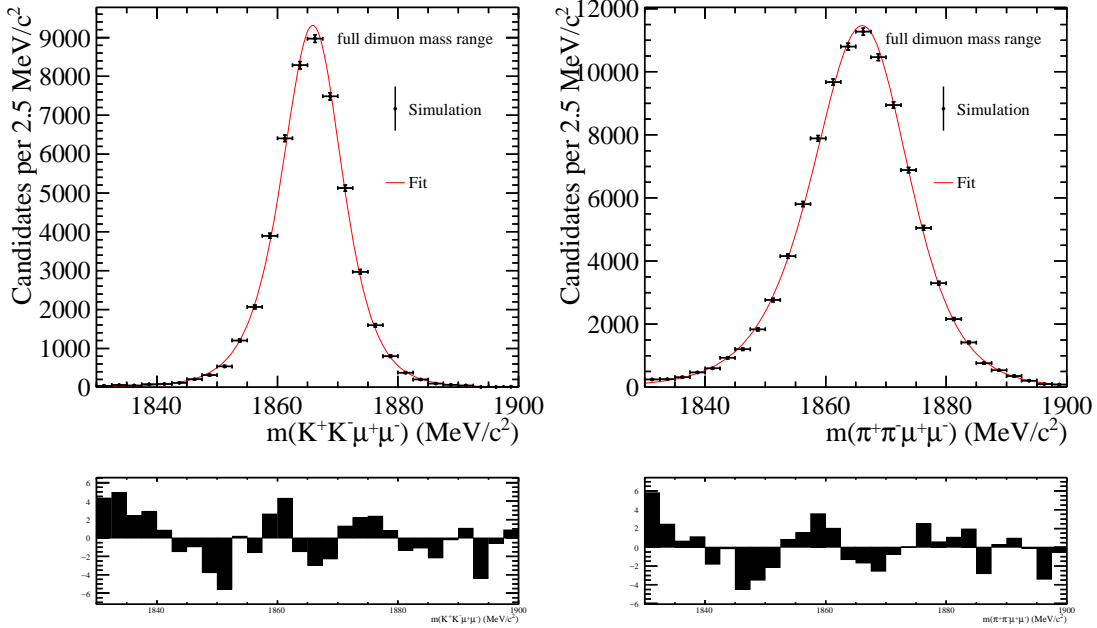 Candidates per 2.5 MeV/c²
9000
8000
7000
6000
5000
4000
3000
2000
1000
0
full dimuon mass range
Simulation
Fit
1840 1860 1880 1900
m(K⁺K⁻μ⁺μ⁻) (MeV/c²)
6
4
2
0
−2
−4
−6
1840 1860 1880 1900
m(K⁺K⁻μ⁺μ⁻) (MeV/c²)
Candidates per 2.5 MeV/c²
12000
10000
8000
6000
4000
2000
0
full dimuon mass range
Simulation
Fit
1840 1860 1880 1900
m(π⁺π⁻μ⁺μ⁻) (MeV/c²)
6
4
2
0
−2
−4
−6
1840 1860 1880 1900
m(π⁺π⁻μ⁺μ⁻) (MeV/c²)